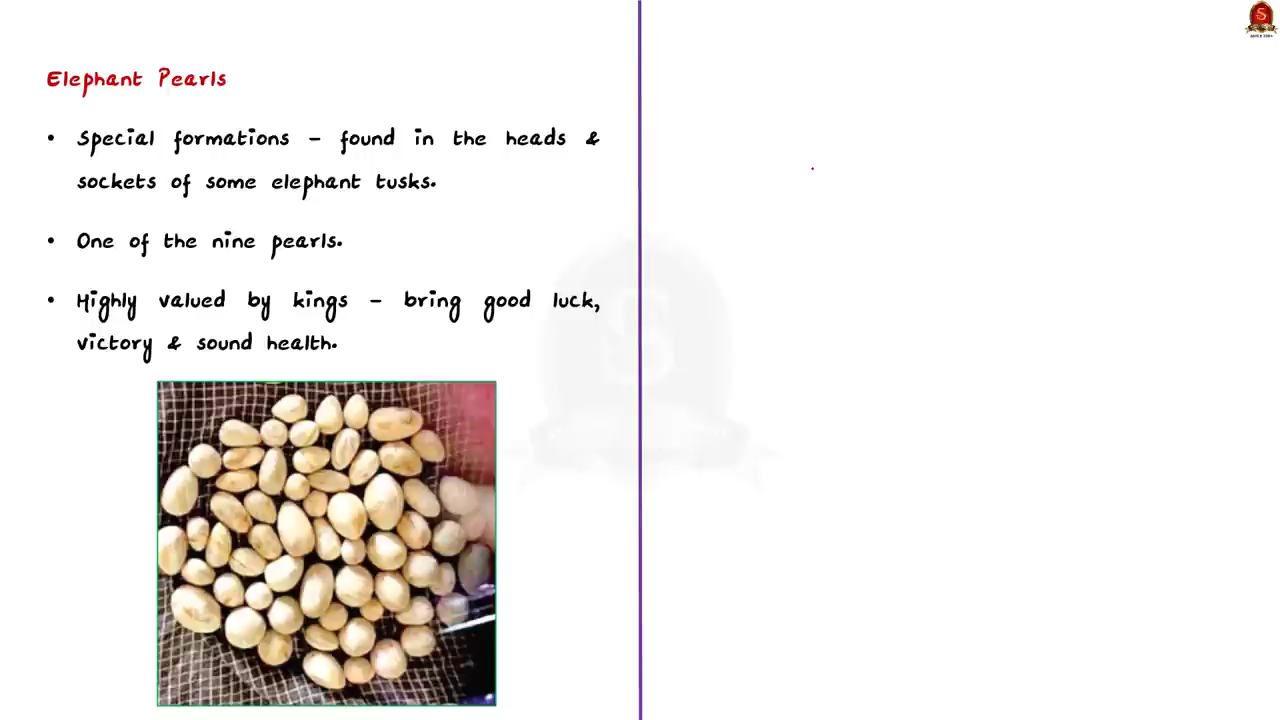 Elephant Pearls
• Special formations – found in the heads &
sockets of some elephant tusks.
• One of the nine pearls.
• Highly valued by kings – bring good luck,
victory & sound health.
S